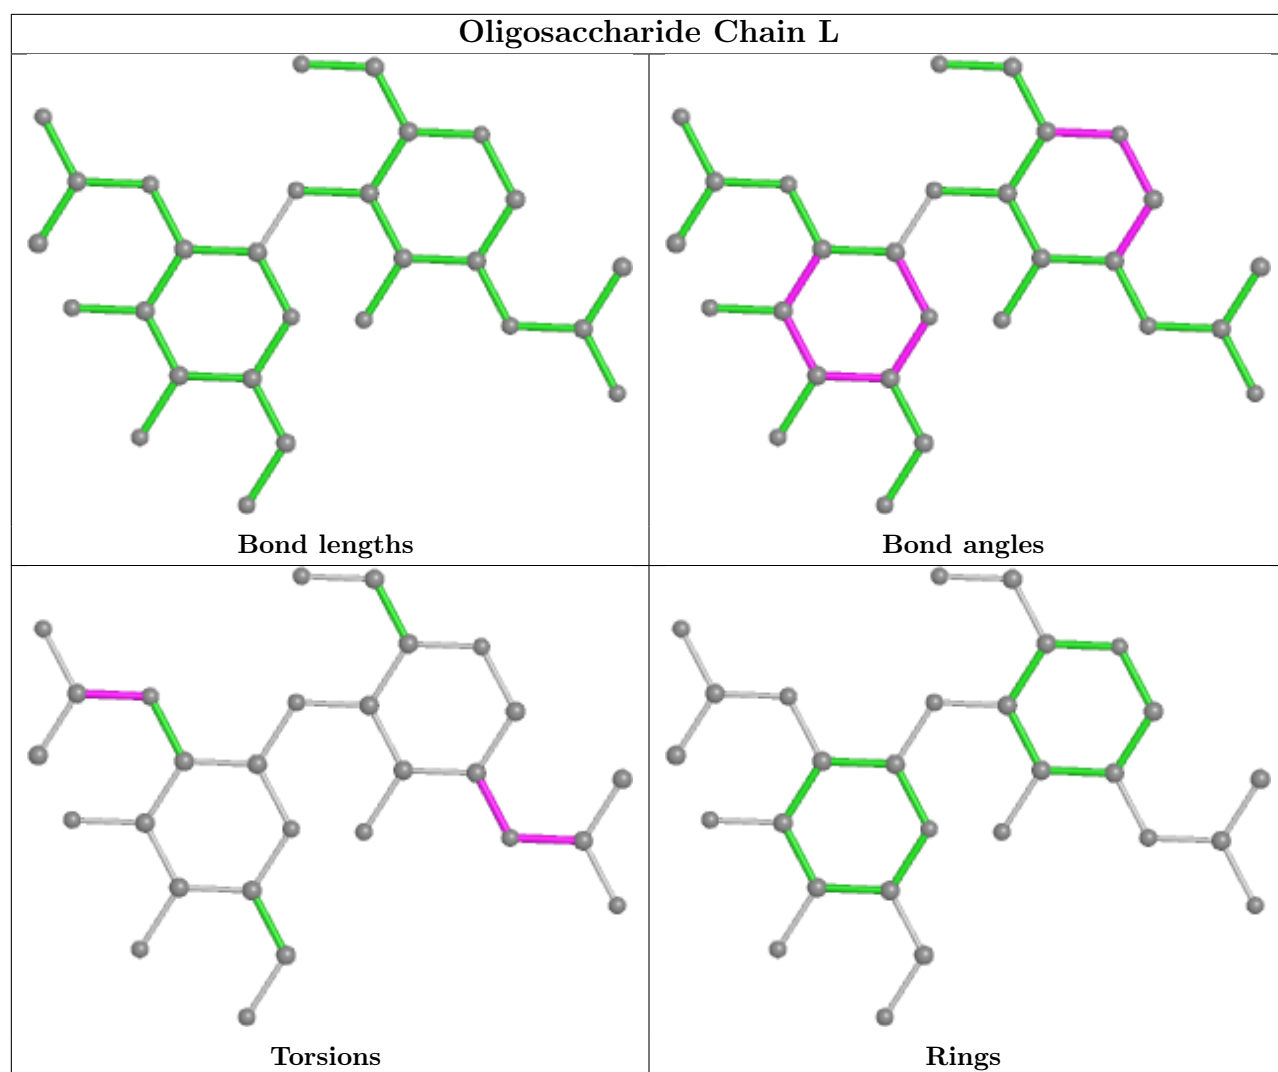 Oligosaccharide Chain L
Bond lengths
Bond angles
Torsions
Rings